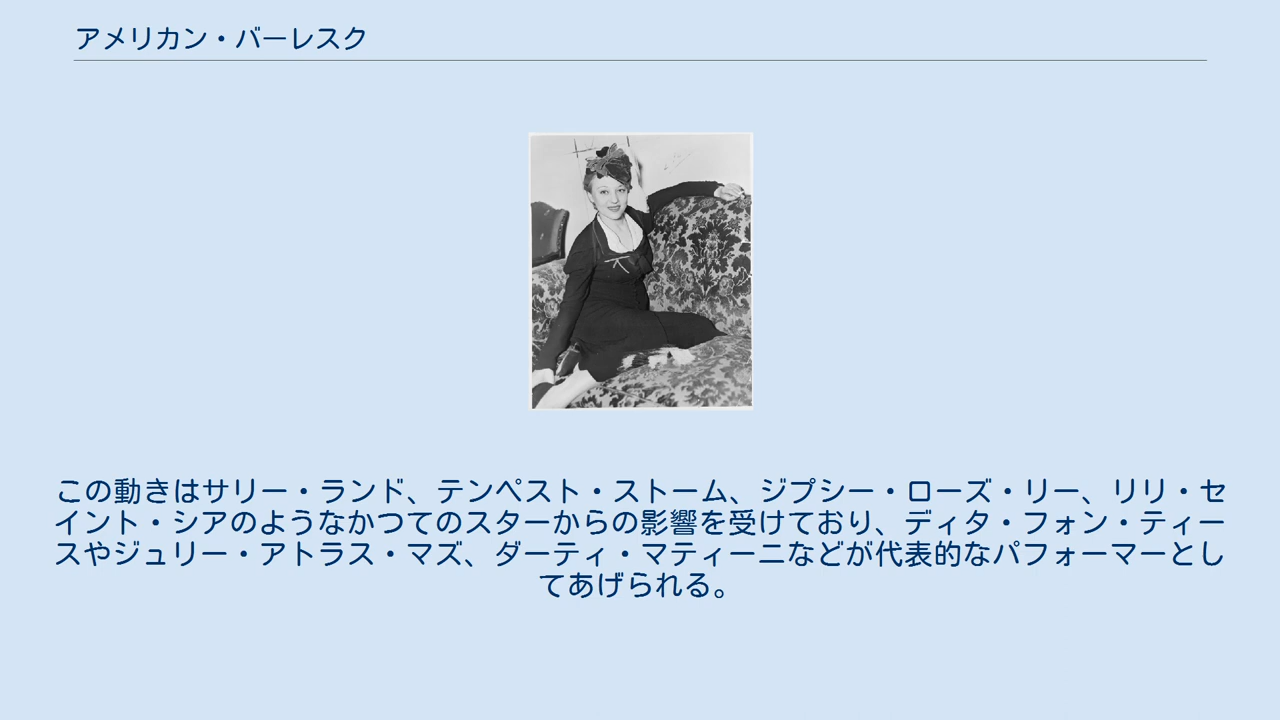 アメリカン・バーレスク
この動きはサリー・ランド、テンペスト・ストーム、ジプシー・ローズ・リー、リリ・セ
イント・シアのようなかつてのスターからの影響を受けており、ディタ・フォン・ティー
スやジュリー・アトラス・マズ、ダーティ・マティーニなどが代表的なパフォーマーとし
てあげられる。